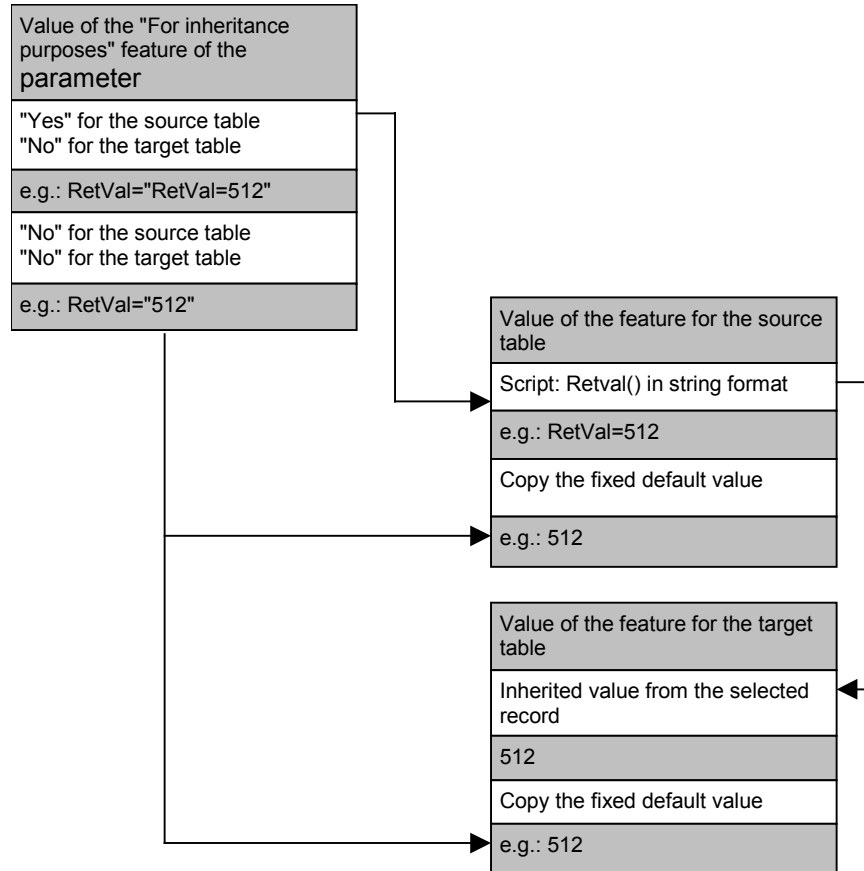 Value of the "For inheritance
purposes" feature of the
parameter
"Yes" for the source table
"No" for the target table
e.g.: RetVal="RetVal=512"
"No" for the source table
"No" for the target table
e.g.: RetVal="512"
Value of the feature for the source
table
Script: Retval() in string format
e.g.: RetVal=512
Copy the fixed default value
e.g.: 512
Value of the feature for the target
table
Inherited value from the selected
record
512
Copy the fixed default value
e.g.: 512